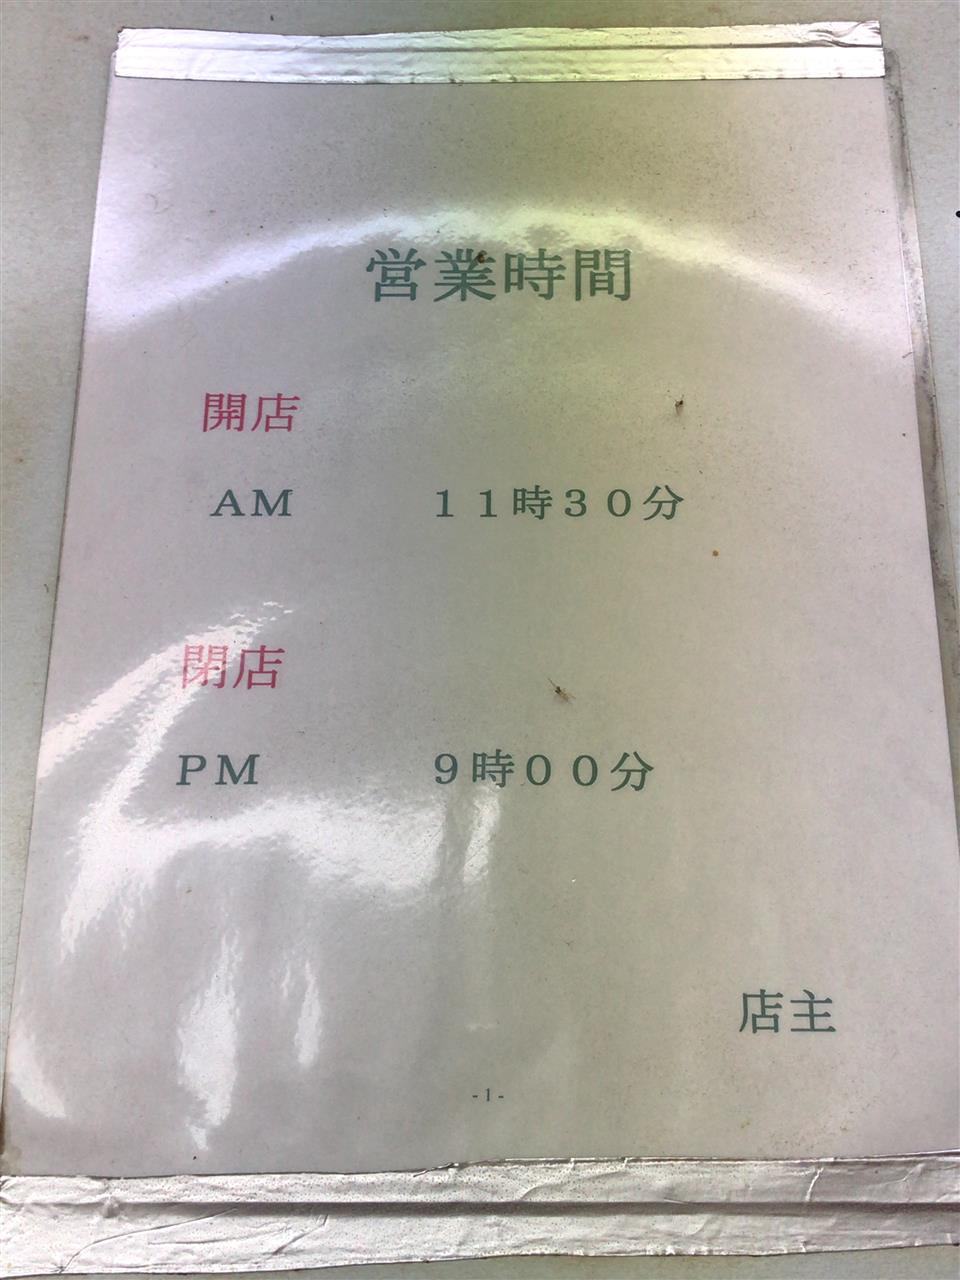 営業時間
開店
AM 11時30分
閉店
PM 9時00分
店主
- 1 -